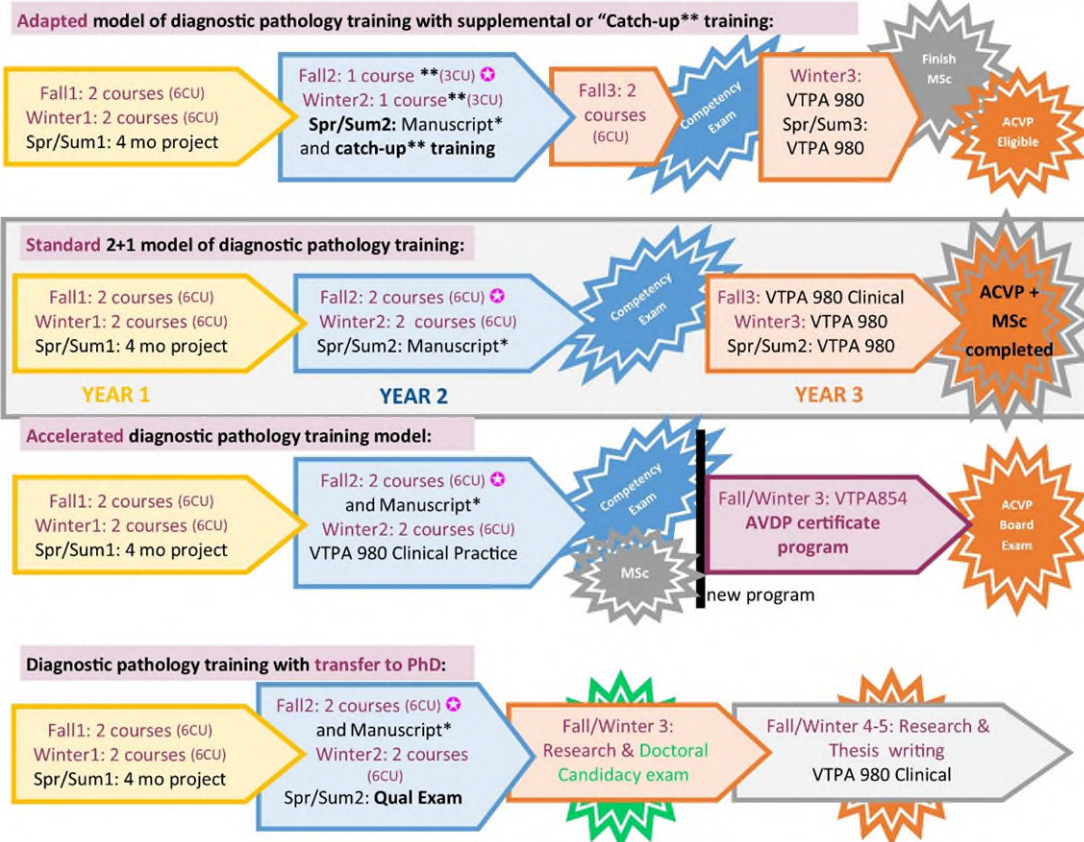 Adapted model of diagnostic pathology training with supplemental or “Catch-up** training:
Fall1: 2 courses (6CU)
Winter1: 2 courses (6CU)
Spr/Sum1: 4 mo project
Fall2: 1 course **(3CU)
Winter2: 1 course**(3CU)
Spr/Sum2: Manuscript*
and catch-up** training
Fall3: 2
courses
(6CU)
Competency
Exam
Winter3:
VTPA 980
Spr/Sum3:
VTPA 980
Finish
MSc
ACVP
Eligible
Standard 2+1 model of diagnostic pathology training:
Fall1: 2 courses (6CU)
Winter1: 2 courses (6CU)
Spr/Sum1: 4 mo project
YEAR 1
Fall2: 2 courses (6CU)
Winter2: 2 courses (6CU)
Spr/Sum2: Manuscript*
YEAR 2
Competency
Exam
Fall3: VTPA 980 Clinical
Winter3: VTPA 980
Spr/Sum2: VTPA 980
YEAR 3
ACVP +
MSc
completed
Accelerated diagnostic pathology training model:
Fall1: 2 courses (6CU)
Winter1: 2 courses (6CU)
Spr/Sum1: 4 mo project
Fall2: 2 courses (6CU)
and Manuscript*
Winter2: 2 courses (6CU)
VTPA 980 Clinical Practice
Competency
Exam
MSc
new program
Fall/Winter 3: VTPA854
AVDP certificate
program
ACVP
Board
Exam
Diagnostic pathology training with transfer to PhD:
Fall1: 2 courses (6CU)
Winter1: 2 courses (6CU)
Spr/Sum1: 4 mo project
Fall2: 2 courses (6CU)
and Manuscript*
Winter2: 2 courses
(6CU)
Spr/Sum2: Qual Exam
Fall/Winter 3:
Research & Doctoral
Candidacy exam
Fall/Winter 4-5: Research &
Thesis writing
VTPA 980 Clinical